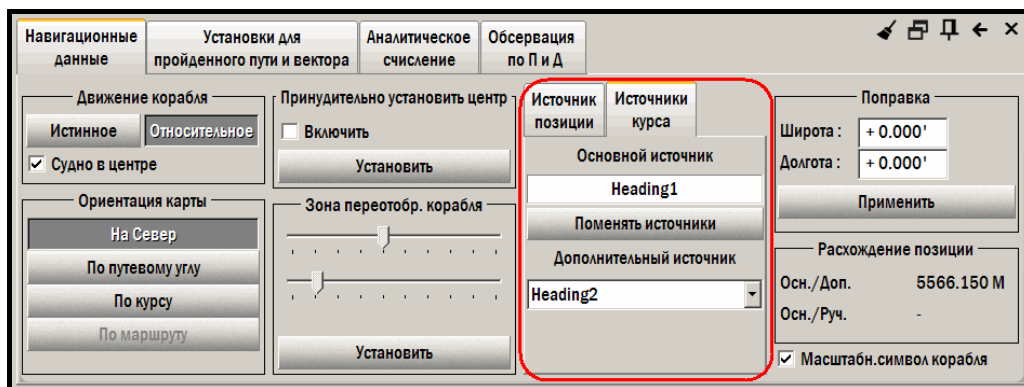 Навигационные данные
Установки для пройденного пути и вектора
Аналитическое счисление
Обсервация по П и Д
Движение корабля
Истинное
Относительное
Судно в центре
Ориентация карты
На Север
По путевому углу
По курсу
По маршруту
Принудительно установить центр
Включить
Установить
Зона переотобр. корабля
Установить
Источник позиции
Источники курса
Основной источник
Heading1
Поменять источники
Дополнительный источник
Heading2
Поправка
Широта : + 0.000'
Долгота : + 0.000'
Применить
Расхождение позиции
Осн./Доп. 5566.150 М
Осн./Руч. -
Масштабн.символ корабля